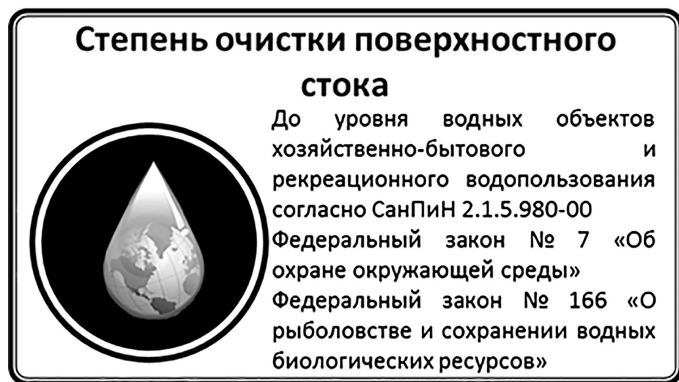 Степень очистки поверхностного
стока
До уровня водных объектов
хозяйственно-бытового и
рекреационного водопользования
согласно СанПиН 2.1.5.980-00
Федеральный закон № 7 «Об
охране окружающей среды»
Федеральный закон № 166 «О
рыболовстве и сохранении водных
биологических ресурсов»